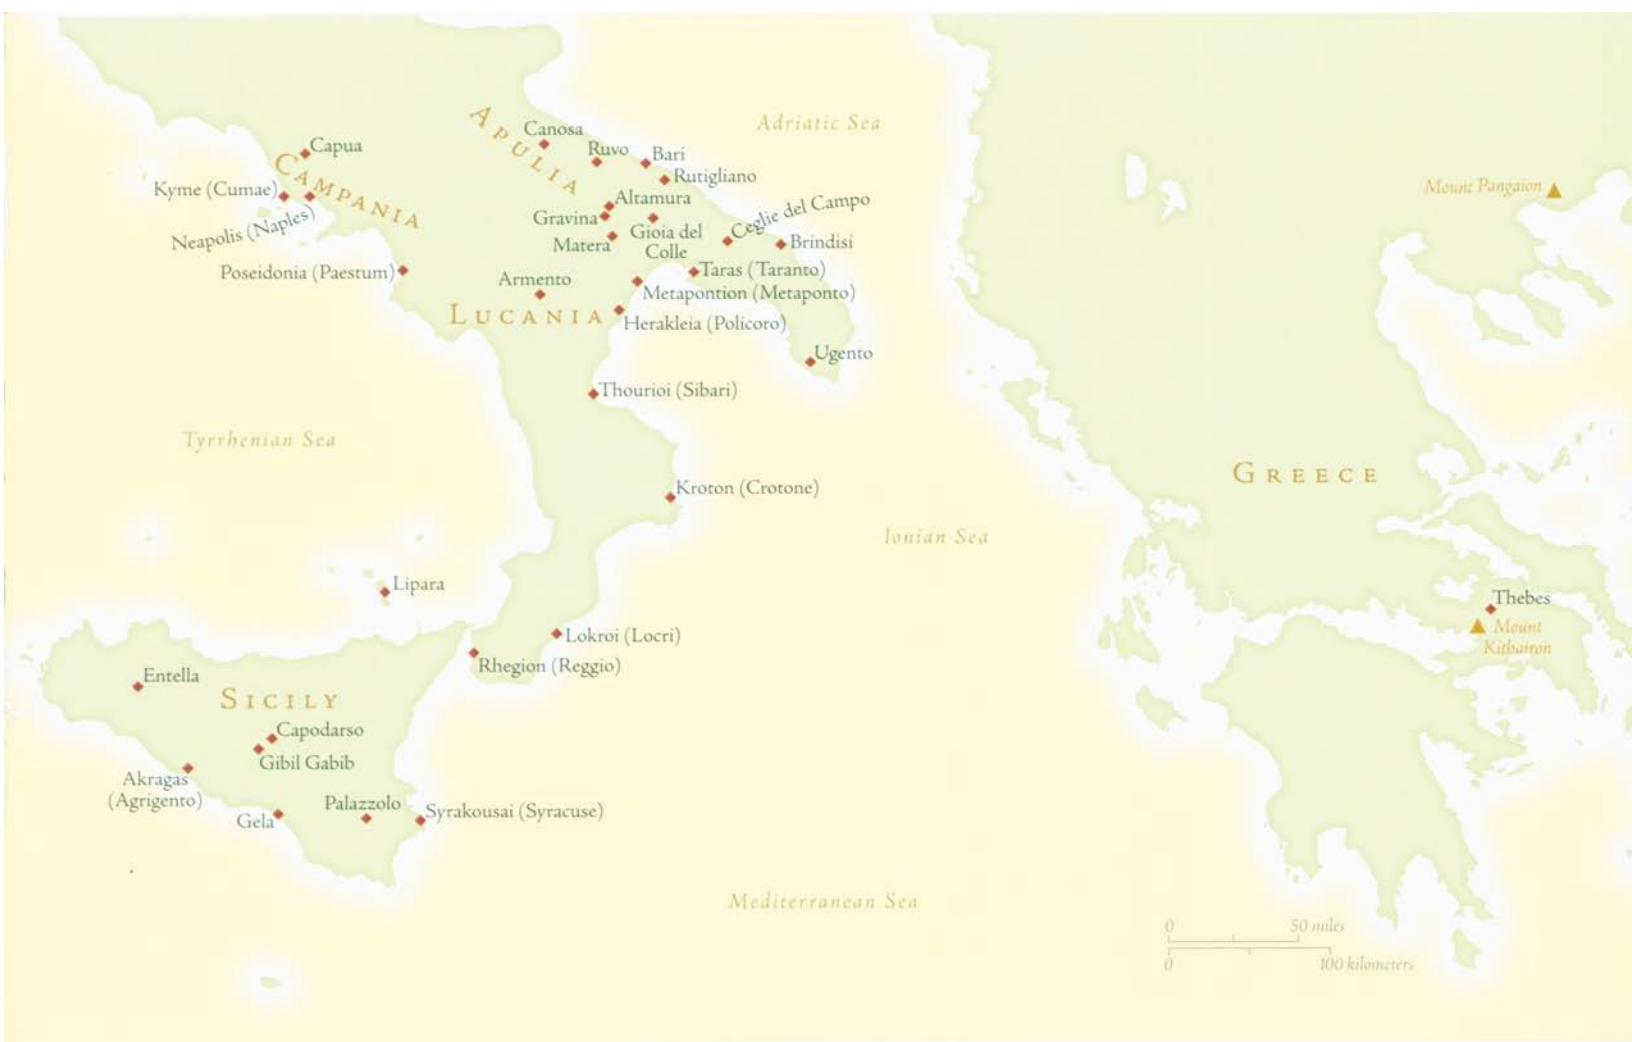 Adriatic Sea
APULIA
Canosa
Ruvo
Bari
Rutigliano
Capua
CAMPANIA
Kyme (Cumae)
Neapolis (Naples)
Altamura
Gravina
Matera
Gioia del
Colle
Ceglie del Campo
Brindisi
Mount Pangaion
Poseidonia (Paestum)
Armento
Taras (Taranto)
Metapontion (Metaponto)
LUCANIA
Herakleia (Policoro)
Ugento
Thourioi (Sibari)
Tyrrhenian Sea
GREECE
Kroton (Crotone)
Ionian Sea
Lipara
Thebes
Mount
Kithairon
Lokroi (Locri)
Rhegion (Reggio)
Entella
SICILY
Capodarso
Gibil Gabib
Akragas
(Agrigento)
Gela
Palazzolo
Syrakousai (Syracuse)
Mediterranean Sea
0 50 miles
0 100 kilometers